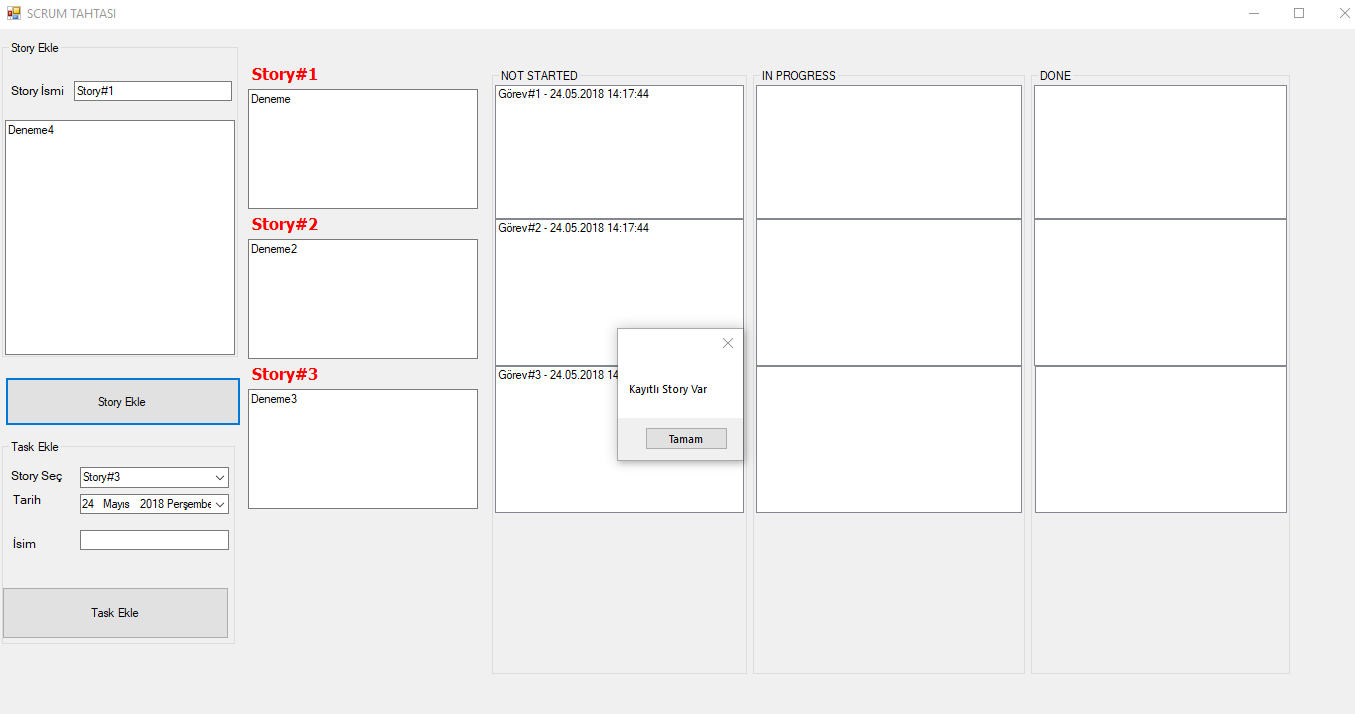 SCRUM TAHTASI
Story Ekle
Story İsmi
Story#1
Deneme4
Story Ekle
Task Ekle
Story Seç
Story#3
Tarih
24 Mayıs 2018 Perşembe
İsim
Task Ekle
Story#1
Deneme
Story#2
Deneme2
Story#3
Deneme3
NOT STARTED
Görev#1 - 24.05.2018 14:17:44
Görev#2 - 24.05.2018 14:17:44
Görev#3 - 24.05.2018 14
IN PROGRESS
DONE
Kayıtlı Story Var
Tamam